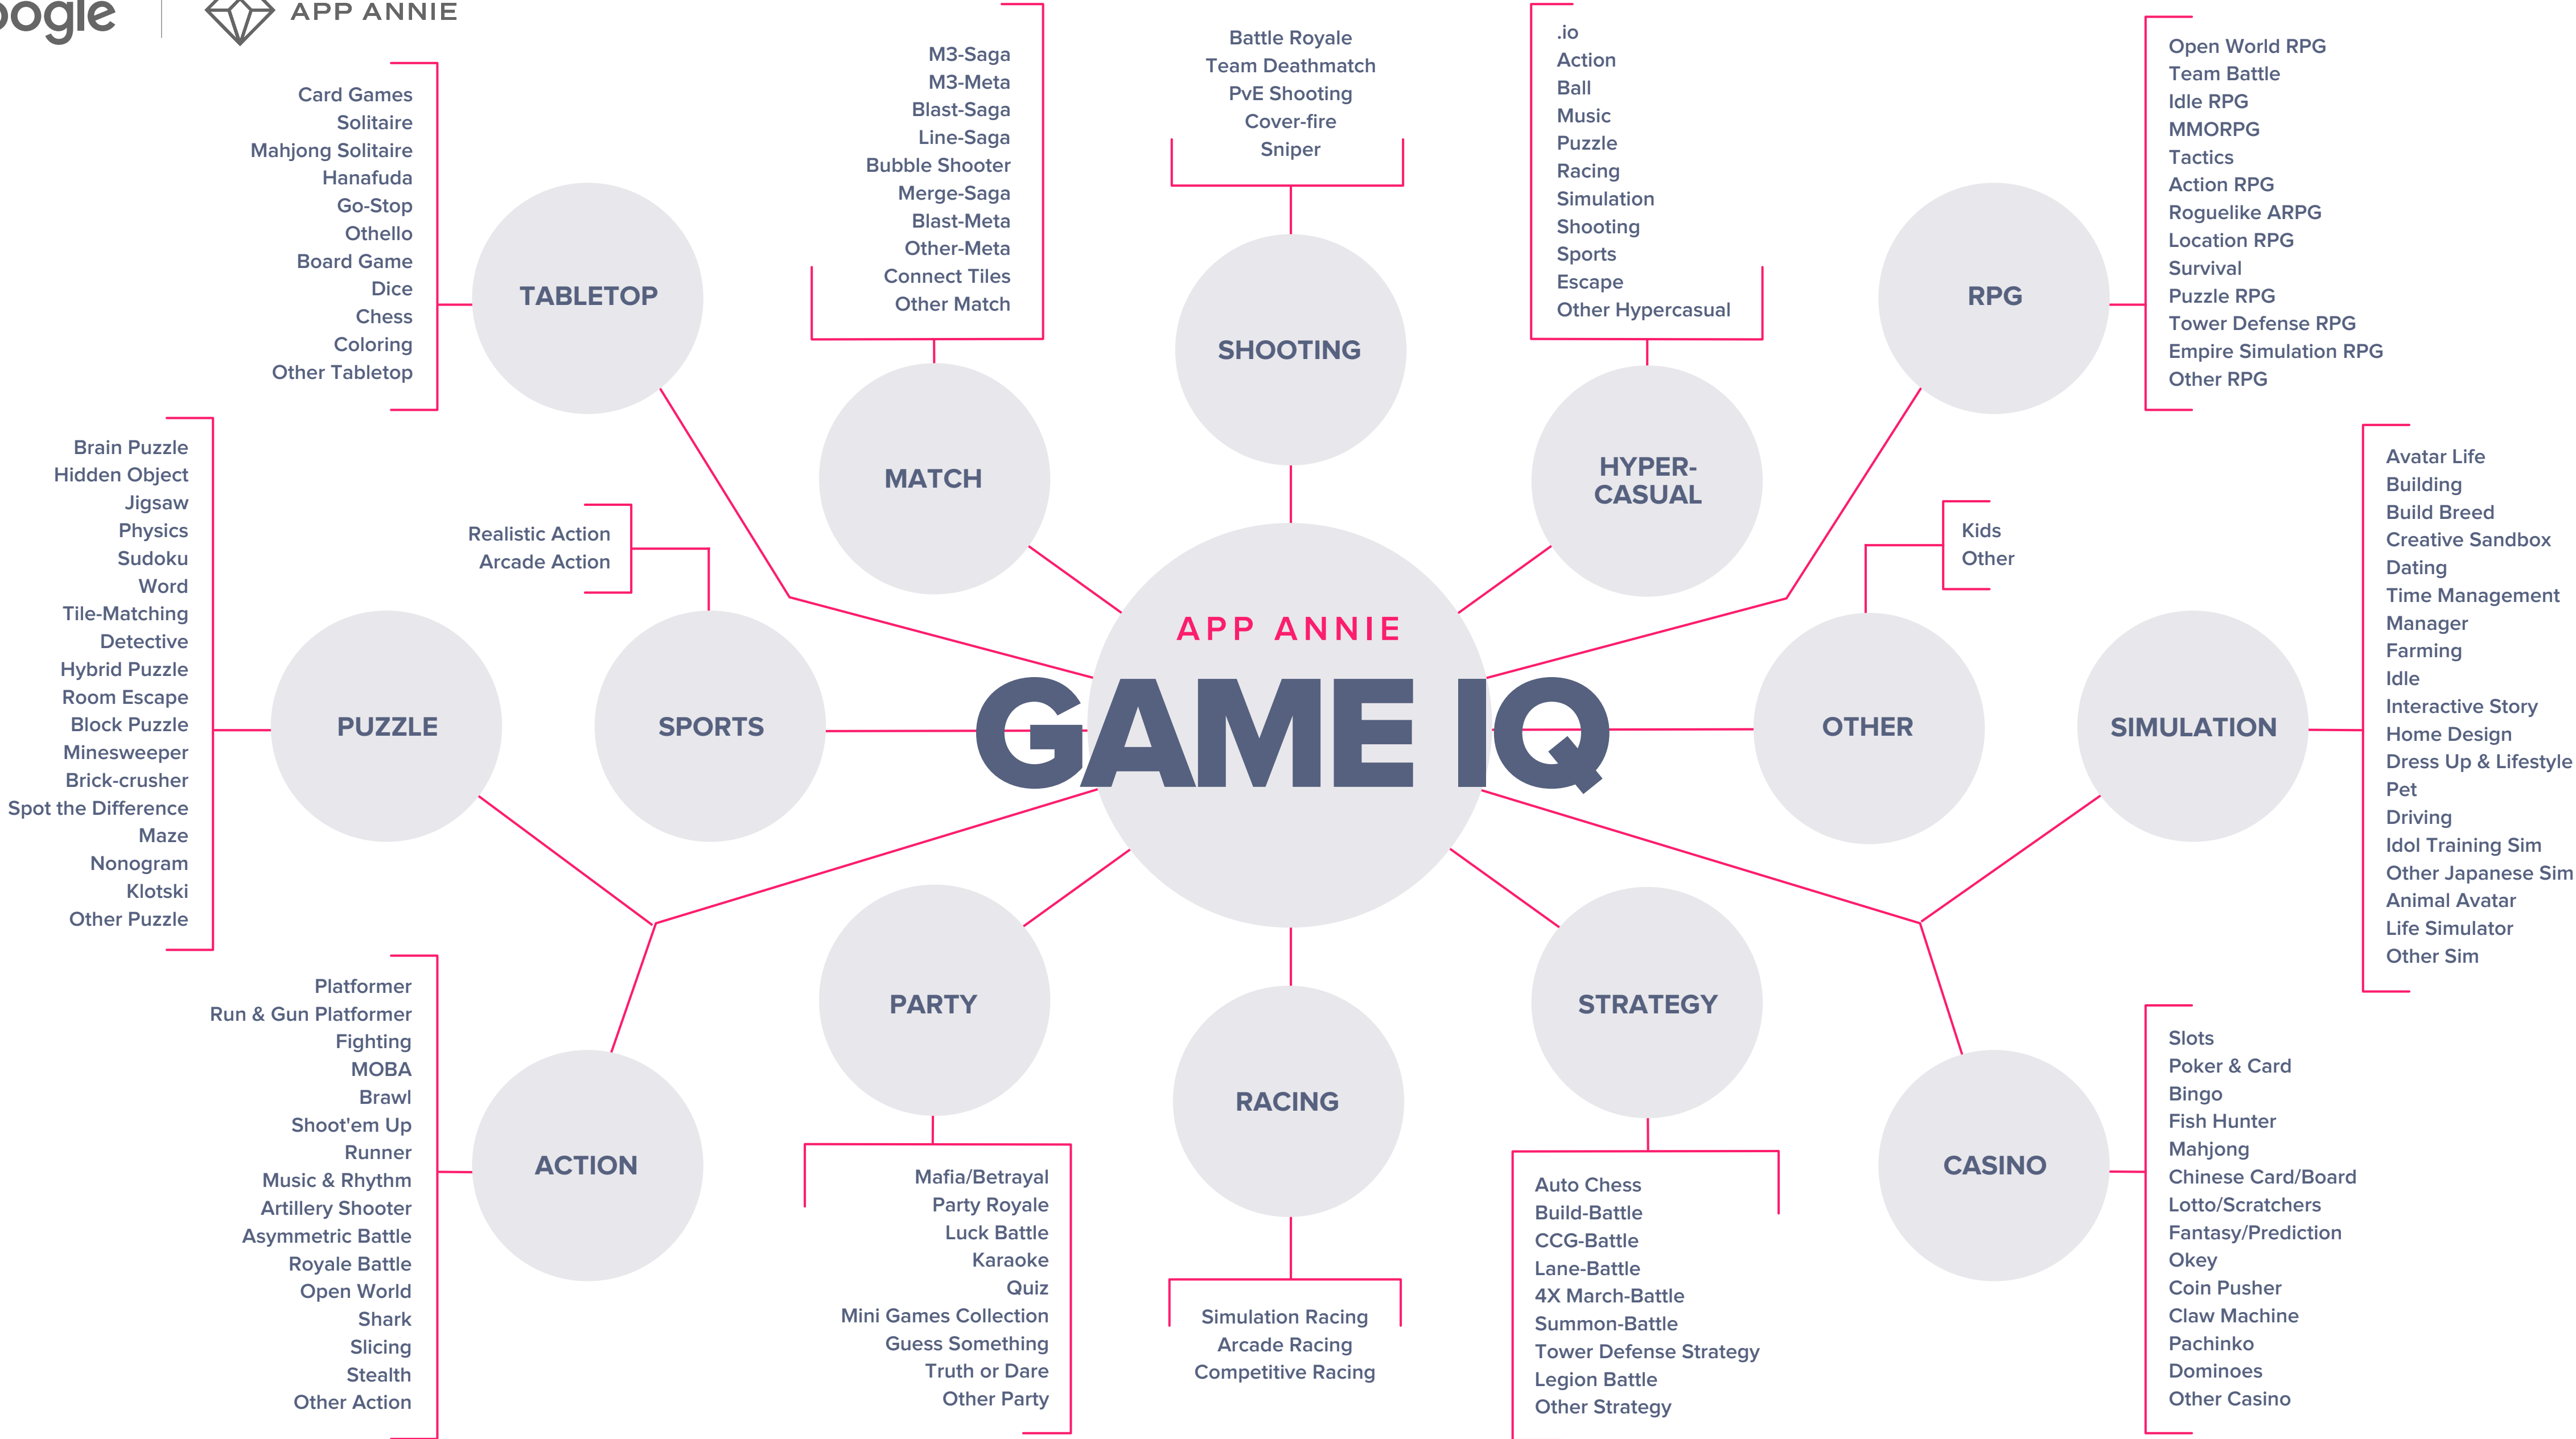 APP ANNIE
Card Games
Solitaire
Mahjong Solitaire
Hanafuda
Go-Stop
Othello
Board Game
Dice
Chess
Coloring
Other Tabletop
TABLETOP
M3-Saga
M3-Meta
Blast-Saga
Line-Saga
Bubble Shooter
Merge-Saga
Blast-Meta
Other-Meta
Connect Tiles
Other Match
MATCH
Battle Royale
Team Deathmatch
PvE Shooting
Cover-fire
Sniper
SHOOTING
.io
Action
Ball
Music
Puzzle
Racing
Simulation
Shooting
Sports
Escape
Other Hypercasual
HYPER-
CASUAL
Open World RPG
Team Battle
Idle RPG
MMORPG
Tactics
Action RPG
Roguelike ARPG
Location RPG
Survival
Puzzle RPG
Tower Defense RPG
Empire Simulation RPG
Other RPG
RPG
Brain Puzzle
Hidden Object
Jigsaw
Physics
Sudoku
Word
Tile-Matching
Detective
Hybrid Puzzle
Room Escape
Block Puzzle
Minesweeper
Brick-crusher
Spot the Difference
Maze
Nonogram
Klotski
Other Puzzle
PUZZLE
Realistic Action
Arcade Action
SPORTS
APP ANNIE
GAME IQ
Kids
Other
OTHER
SIMULATION
Avatar Life
Building
Build Breed
Creative Sandbox
Dating
Time Management
Manager
Farming
Idle
Interactive Story
Home Design
Dress Up & Lifestyle
Pet
Driving
Idol Training Sim
Other Japanese Sim
Animal Avatar
Life Simulator
Other Sim
Platformer
Run & Gun Platformer
Fighting
MOBA
Brawl
Shoot'em Up
Runner
Music & Rhythm
Artillery Shooter
Asymmetric Battle
Royale Battle
Open World
Shark
Slicing
Stealth
Other Action
ACTION
PARTY
Mafia/Betrayal
Party Royale
Luck Battle
Karaoke
Quiz
Mini Games Collection
Guess Something
Truth or Dare
Other Party
RACING
Simulation Racing
Arcade Racing
Competitive Racing
STRATEGY
Auto Chess
Build-Battle
CCG-Battle
Lane-Battle
4X March-Battle
Summon-Battle
Tower Defense Strategy
Legion Battle
Other Strategy
CASINO
Slots
Poker & Card
Bingo
Fish Hunter
Mahjong
Chinese Card/Board
Lotto/Scratchers
Fantasy/Prediction
Okey
Coin Pusher
Claw Machine
Pachinko
Dominoes
Other Casino